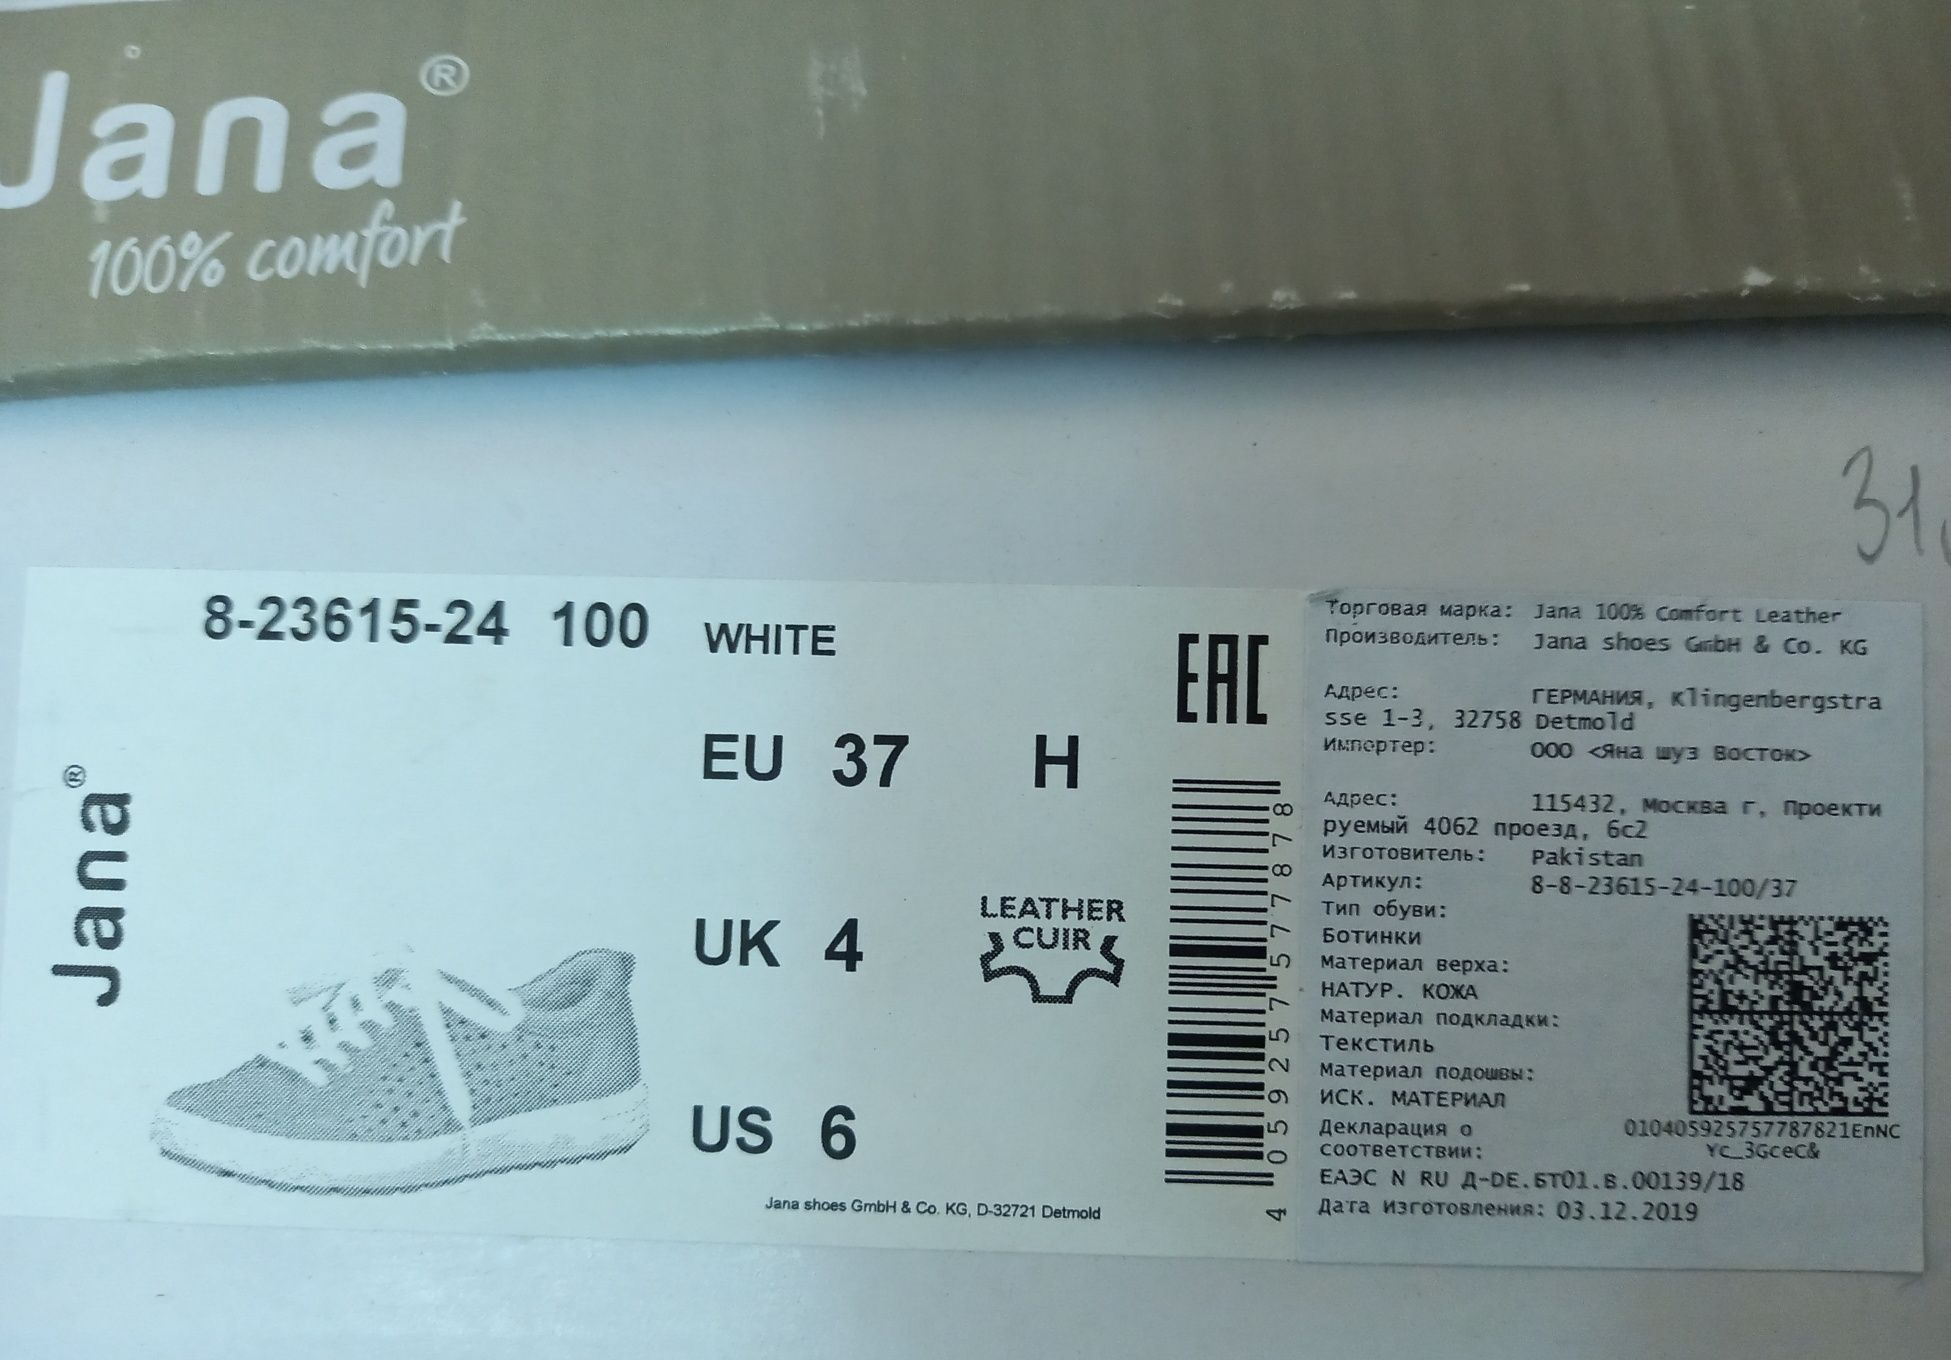 Jana®
100% comfort
31
8-23615-24 100 WHITE
EU 37 H
UK 4
US 6
LEATHER
CUIR
Jana®
Jana shoes GmbH & Co. KG, D-32721 Detmold
EAC
4 059257 577878
Торговая марка: Jana 100% Comfort Leather
Производитель: Jana shoes GmbH & Co. KG
Адрес: ГЕРМАНИЯ, Klingenbergstra
sse 1-3, 32758 Detmold
Импортер: ООО <Яна шуз Восток>
Адрес: 115432, Москва г, Проекти
руемый 4062 проезд, 6с2
Изготовитель: Pakistan
Артикул: 8-8-23615-24-100/37
Тип обуви:
Ботинки
Материал верха:
НАТУР. КОЖА
Материал подкладки:
Текстиль
Материал подошвы:
ИСК. МАТЕРИАЛ
Декларация о
соответствии:
ЕАЭС N RU Д-DE.БТ01.В.00139/18
Дата изготовления: 03.12.2019
010405925757787821EnNC
Yc_3GceC&